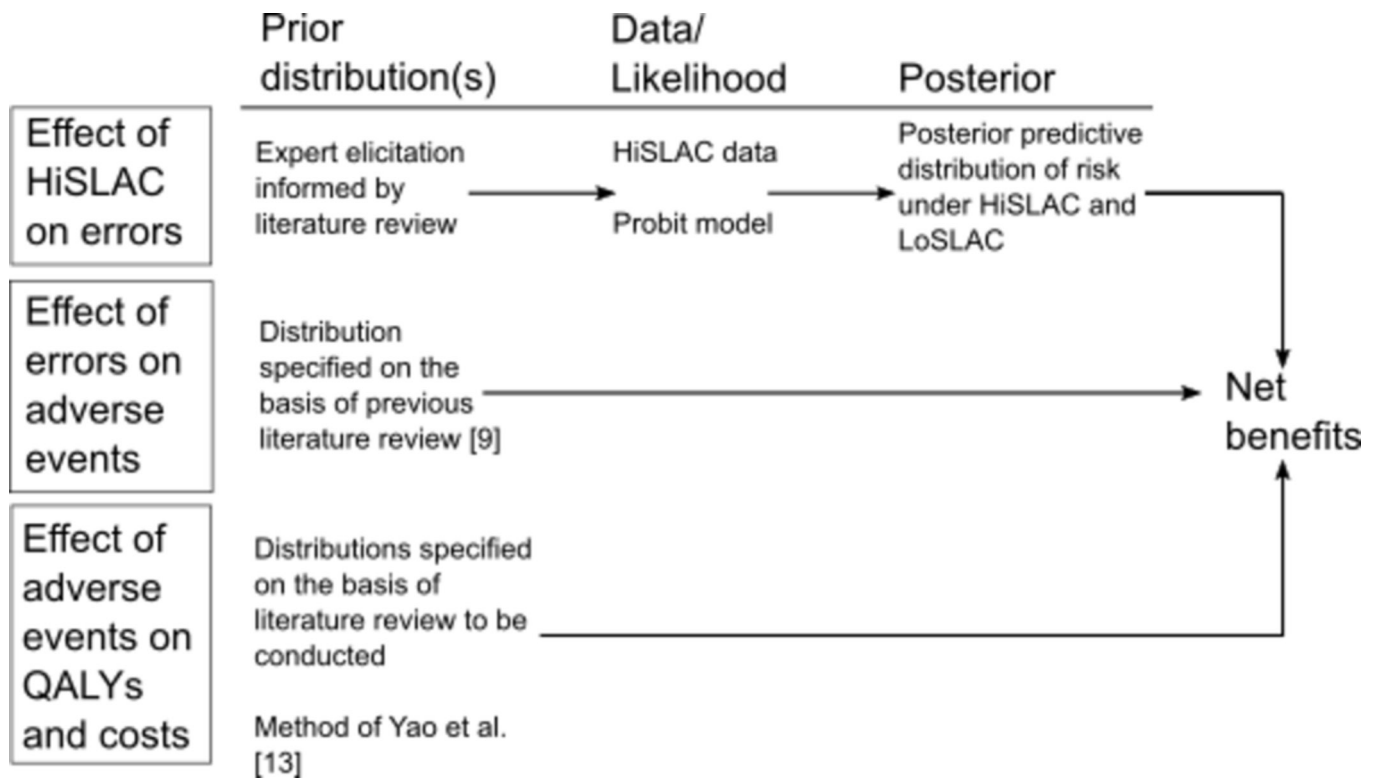 Prior
distribution(s)
Data/
Likelihood
Posterior
Effect of
HiSLAC
on errors
Expert elicitation
informed by
literature review
HiSLAC data
Probit model
Posterior predictive
distribution of risk
under HiSLAC and
LoSLAC
Effect of
errors on
adverse
events
Distribution
specified on the
basis of previous
literature review [9]
Net
benefits
Effect of
adverse
events on
QALYs
and costs
Distributions specified
on the basis of
literature review to be
conducted
Method of Yao et al.
[13]